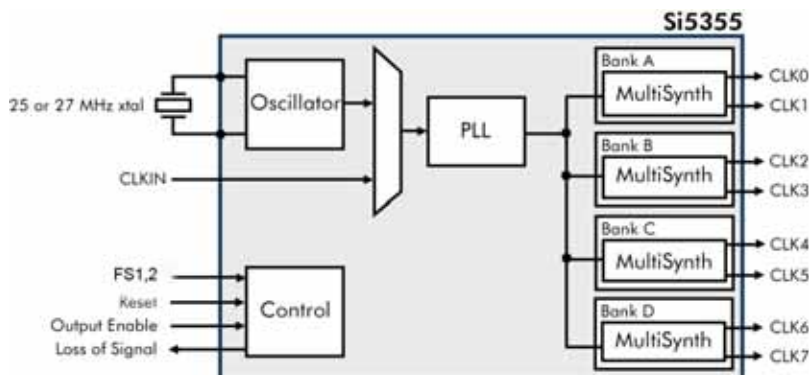 Si5355
25 or 27 MHz xtal
Oscillator
CLKIN
PLL
Bank A
MultiSynth
CLK0
CLK1
Bank B
MultiSynth
CLK2
CLK3
Bank C
MultiSynth
CLK4
CLK5
Bank D
MultiSynth
CLK6
CLK7
FS1,2
Reset
Output Enable
Loss of Signal
Control